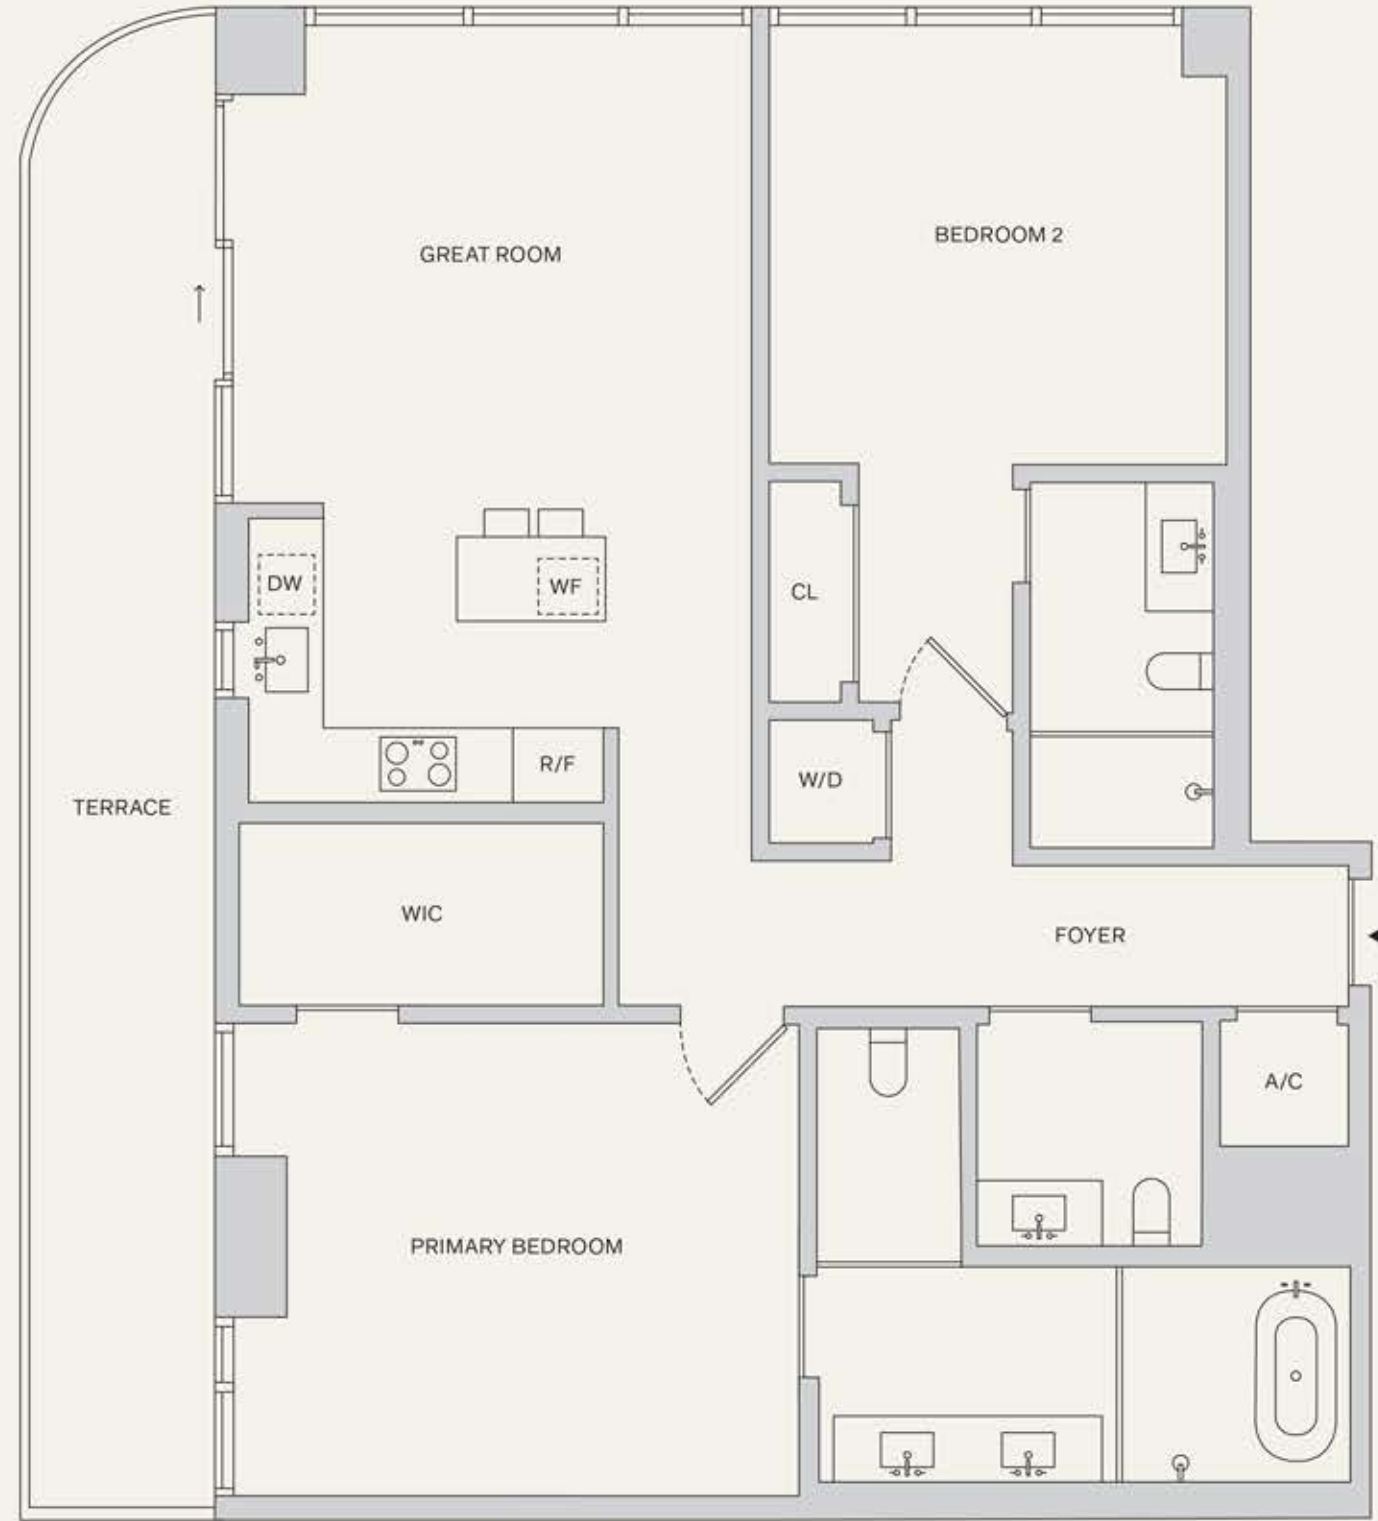 GREAT ROOM
BEDROOM 2
DW
WF
CL
R/F
W/D
TERRACE
WIC
FOYER
A/C
PRIMARY BEDROOM